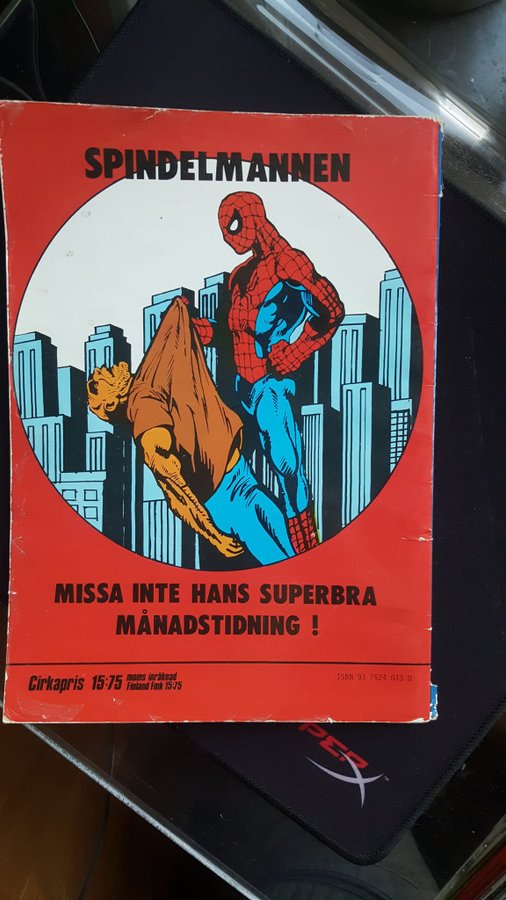 SPINDELMANNEN
MISSA INTE HANS SUPERBRA
MÅNADSTIDNING !
Cirkapris 15:75 moms inräknad
Finland Fmk 15:75
ISBN 91 7524 013 0
PERX